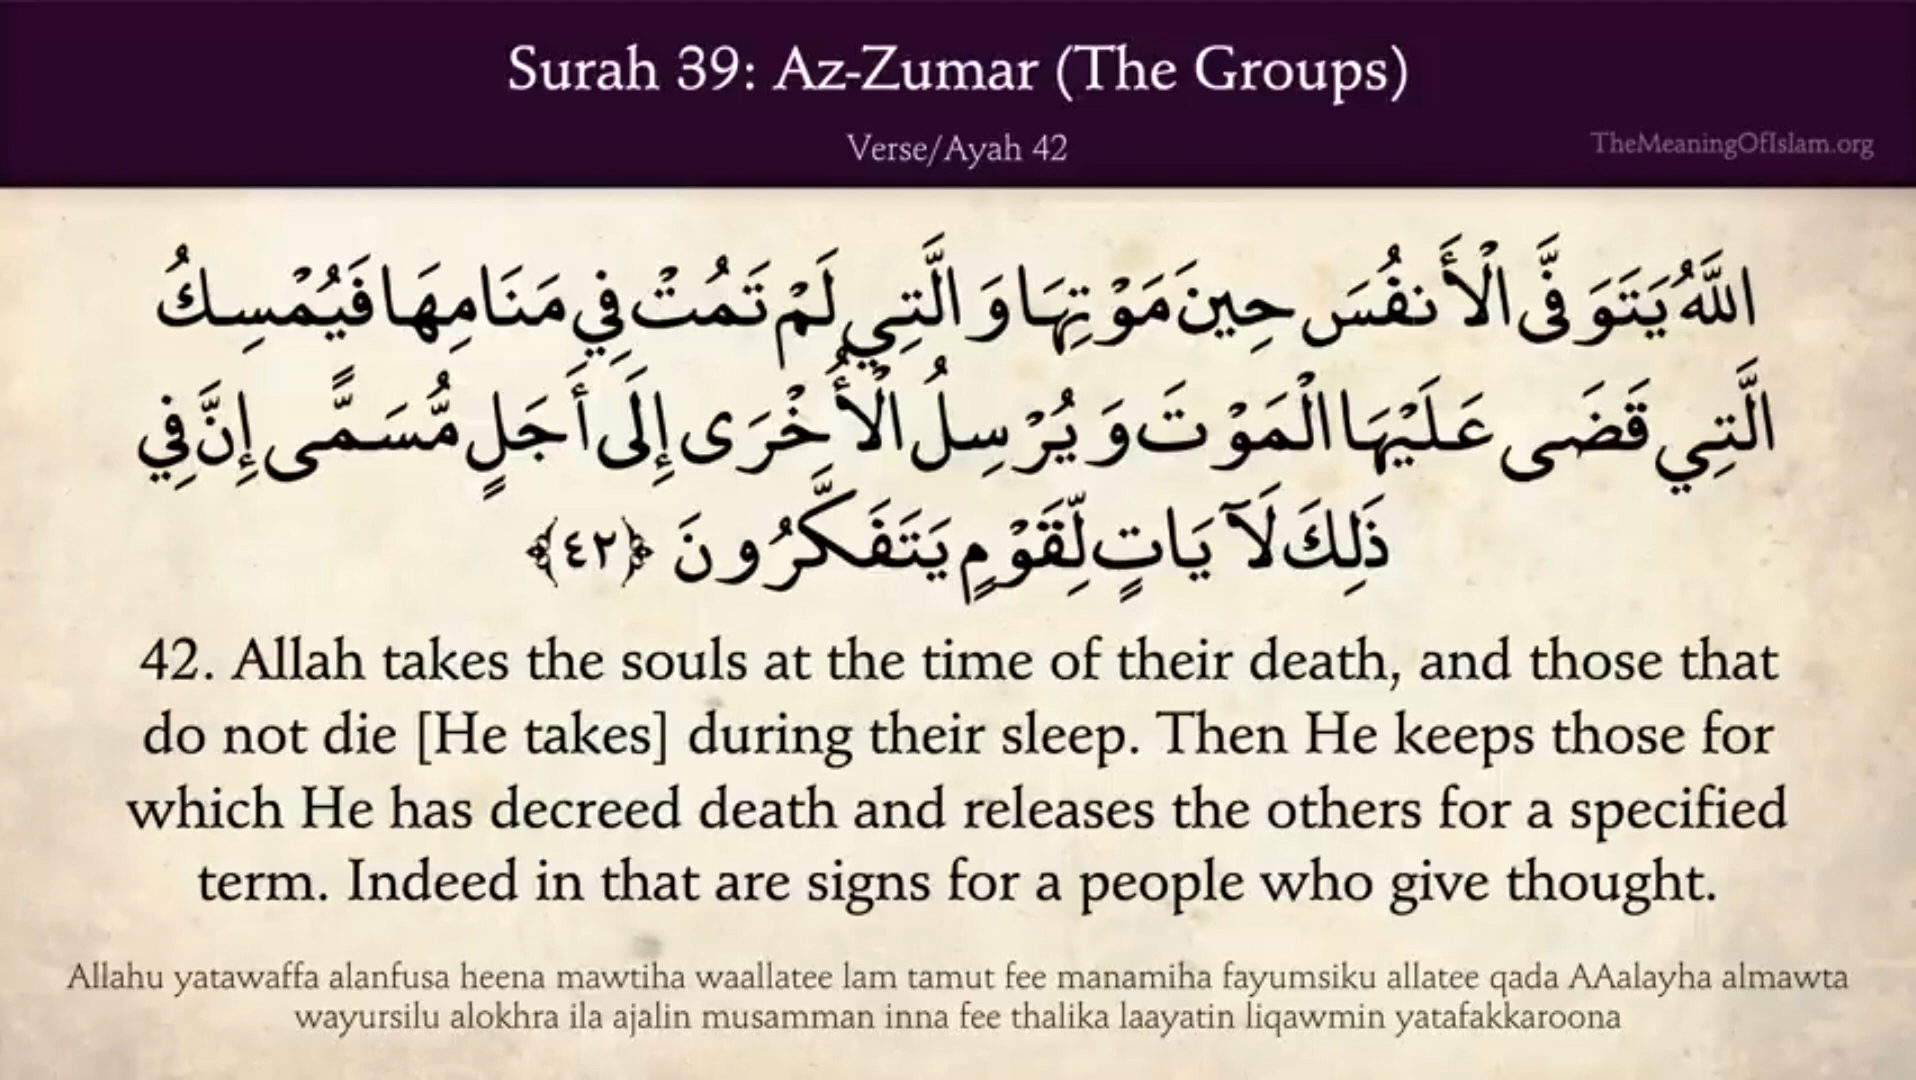 Surah 39: Az-Zumar (The Groups)
Verse/Ayah 42
TheMeaningOfIslam.org
اللَّهُ يَتَوَفَّى الْأَنفُسَ حِينَ مَوْتِهَا وَالَّتِي لَمْ تَمُتْ فِي مَنَامِهَا فَيُمْسِكُ
الَّتِي قَضَى عَلَيْهَا الْمَوْتَ وَيُرْسِلُ الْأُخْرَى إِلَى أَجَلٍ مُّسَمًّى إِنَّ فِي
ذَلِكَ لَآيَاتٍ لِّقَوْمٍ يَتَفَكَّرُونَ ﴿٤٢﴾
42. Allah takes the souls at the time of their death, and those that
do not die [He takes] during their sleep. Then He keeps those for
which He has decreed death and releases the others for a specified
term. Indeed in that are signs for a people who give thought.
Allahu yatawaffa alanfusa heena mawtiha waallatee lam tamut fee manamiha fayumsiku allatee qada AAalayha almawta
wayursilu alokhra ila ajalin musamman inna fee thalika laayatin liqawmin yatafakkaroona